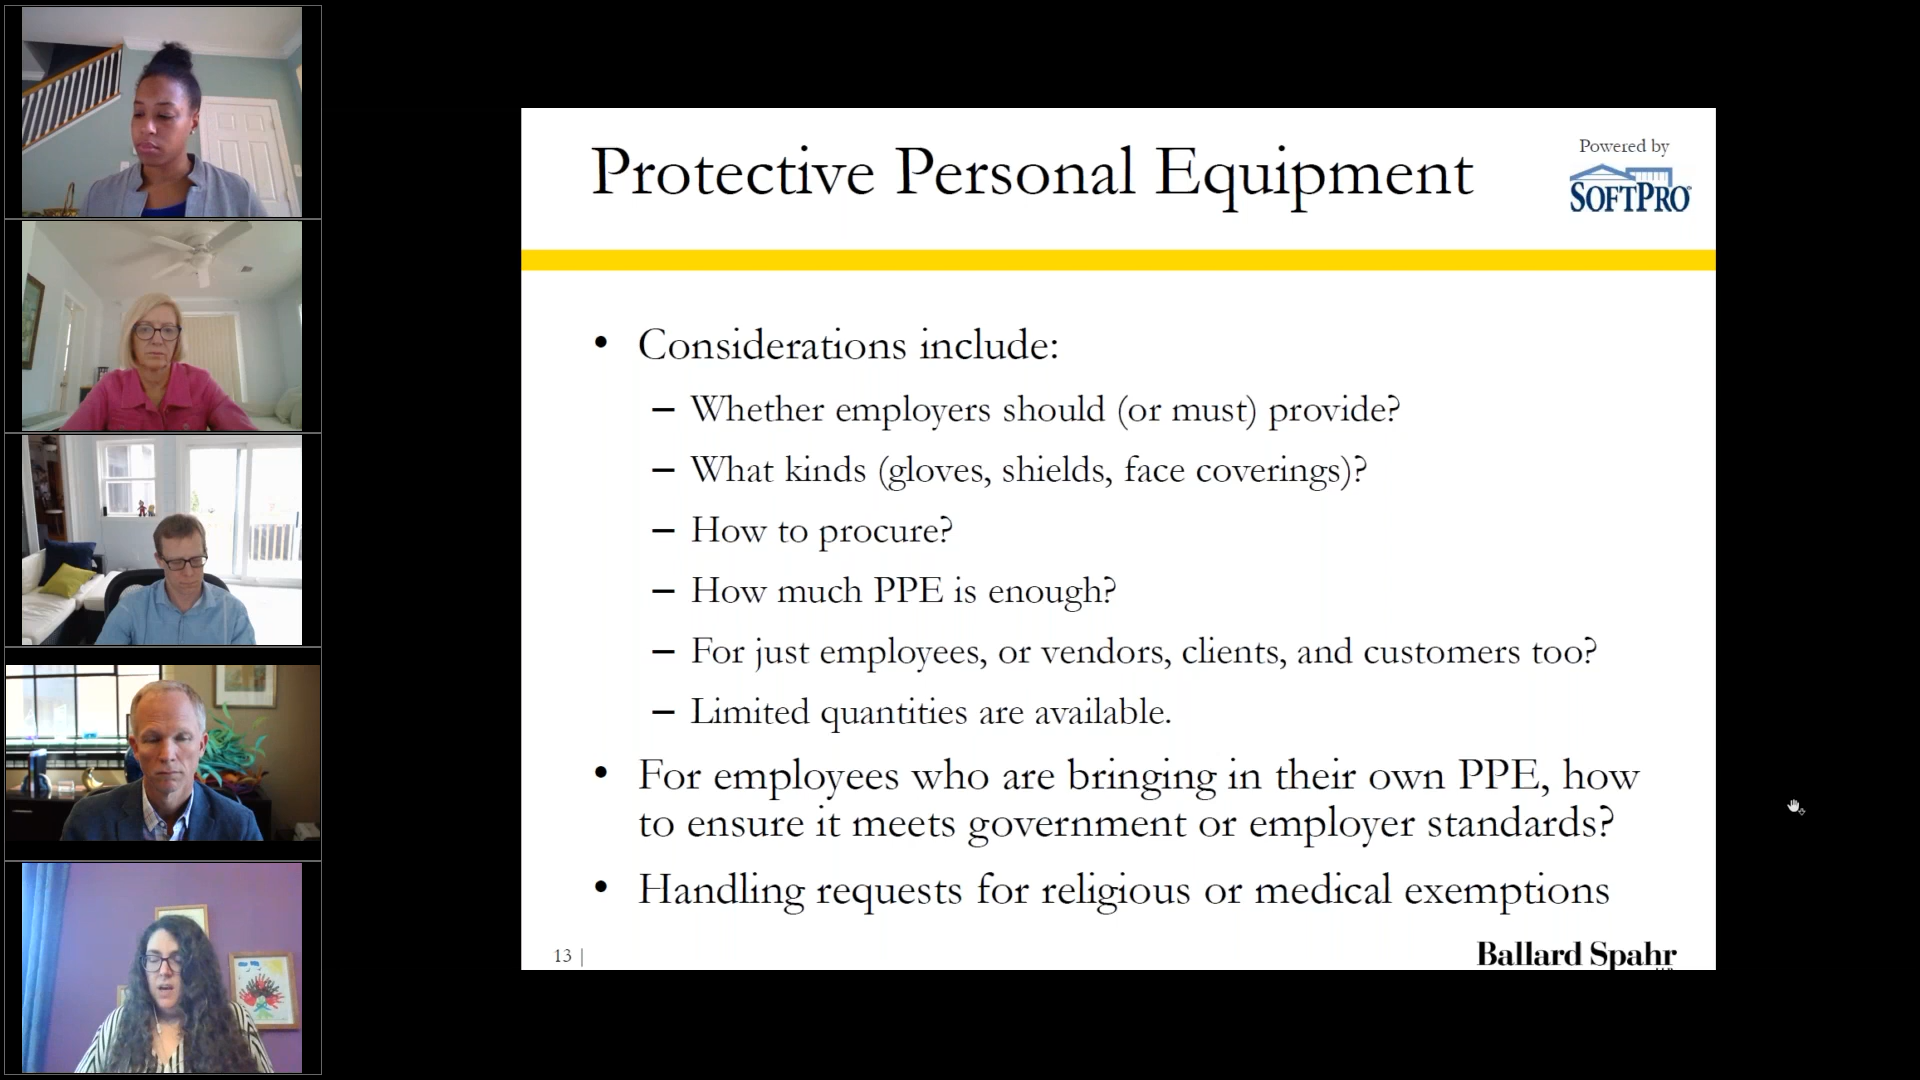 Protective Personal Equipment
Powered by
SOFTPRO
• Considerations include:
– Whether employers should (or must) provide?
– What kinds (gloves, shields, face coverings)?
– How to procure?
– How much PPE is enough?
– For just employees, or vendors, clients, and customers too?
– Limited quantities are available.
• For employees who are bringing in their own PPE, how
to ensure it meets government or employer standards?
• Handling requests for religious or medical exemptions
13 |
Ballard Spahr